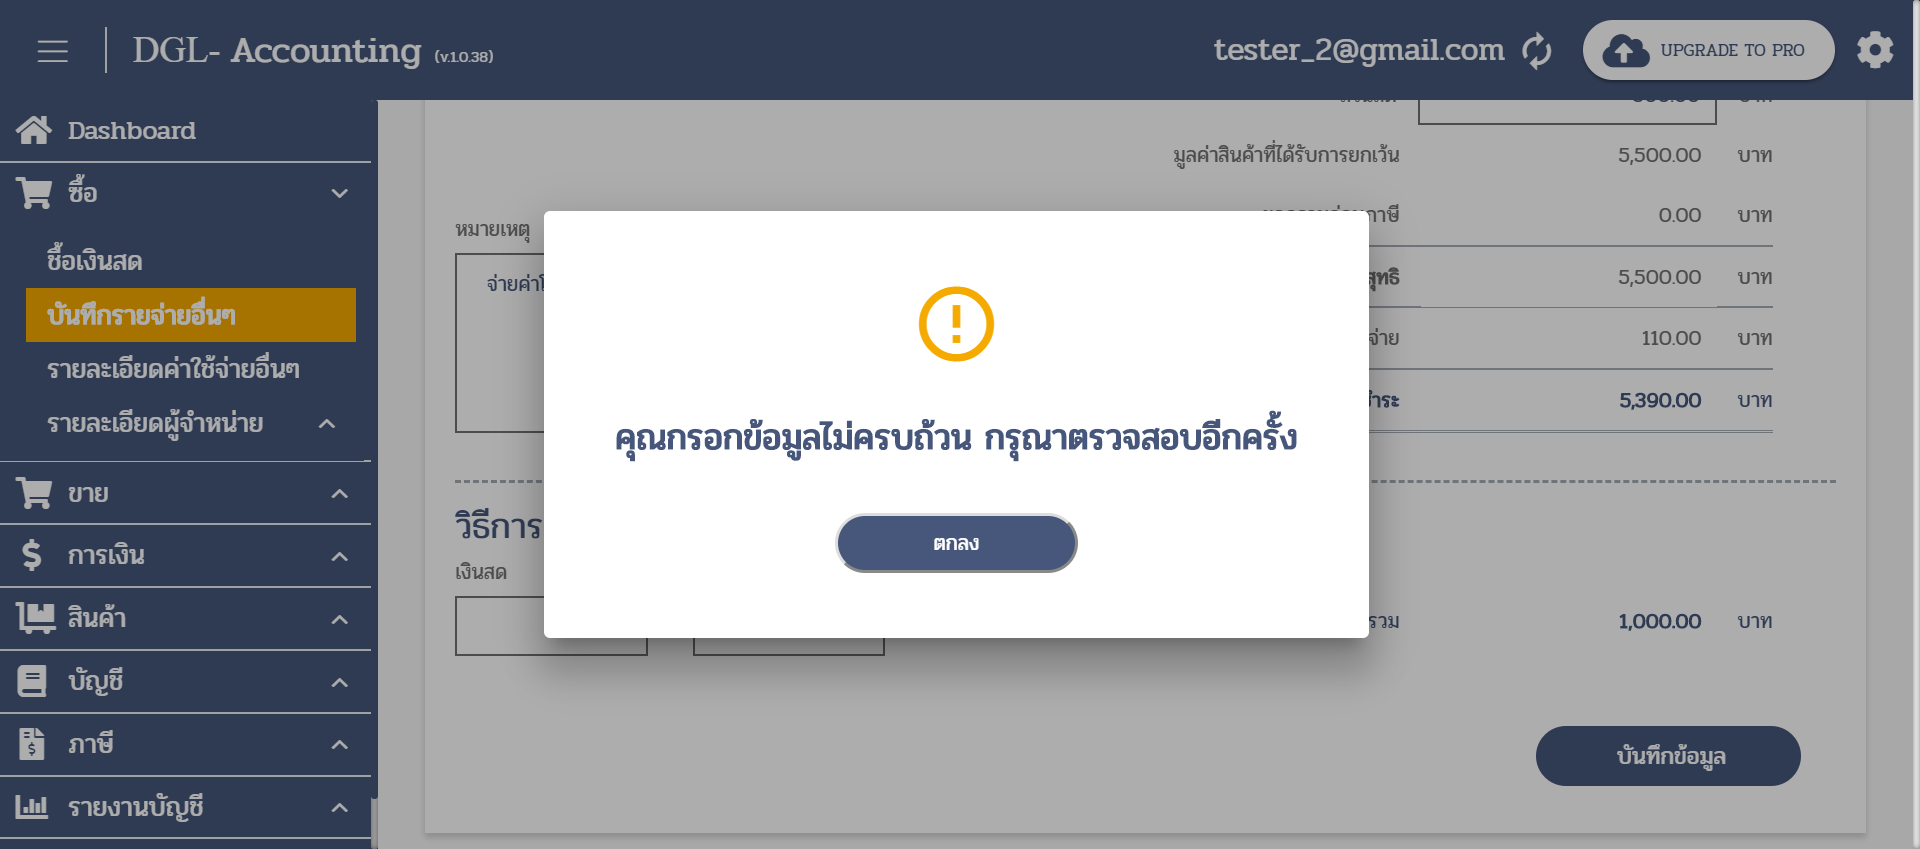 DGL- Accounting (v.1.0.38)
tester_2@gmail.com
UPGRADE TO PRO
Dashboard
ซื้อ
ซื้อเงินสด
บันทึกรายจ่ายอื่นๆ
รายละเอียดค่าใช้จ่ายอื่นๆ
รายละเอียดผู้จำหน่าย
ขาย
การเงิน
สินค้า
บัญชี
ภาษี
รายงานบัญชี
มูลค่าสินค้าที่ได้รับการยกเว้น 5,500.00 บาท
ภาษี 0.00 บาท
หมายเหตุ
จ่ายค่า
สุทธิ 5,500.00 บาท
จ่าย 110.00 บาท
ชำระ 5,390.00 บาท
คุณกรอกข้อมูลไม่ครบถ้วน กรุณาตรวจสอบอีกครั้ง
ตกลง
วิธีการ
เงินสด
รวม 1,000.00 บาท
บันทึกข้อมูล